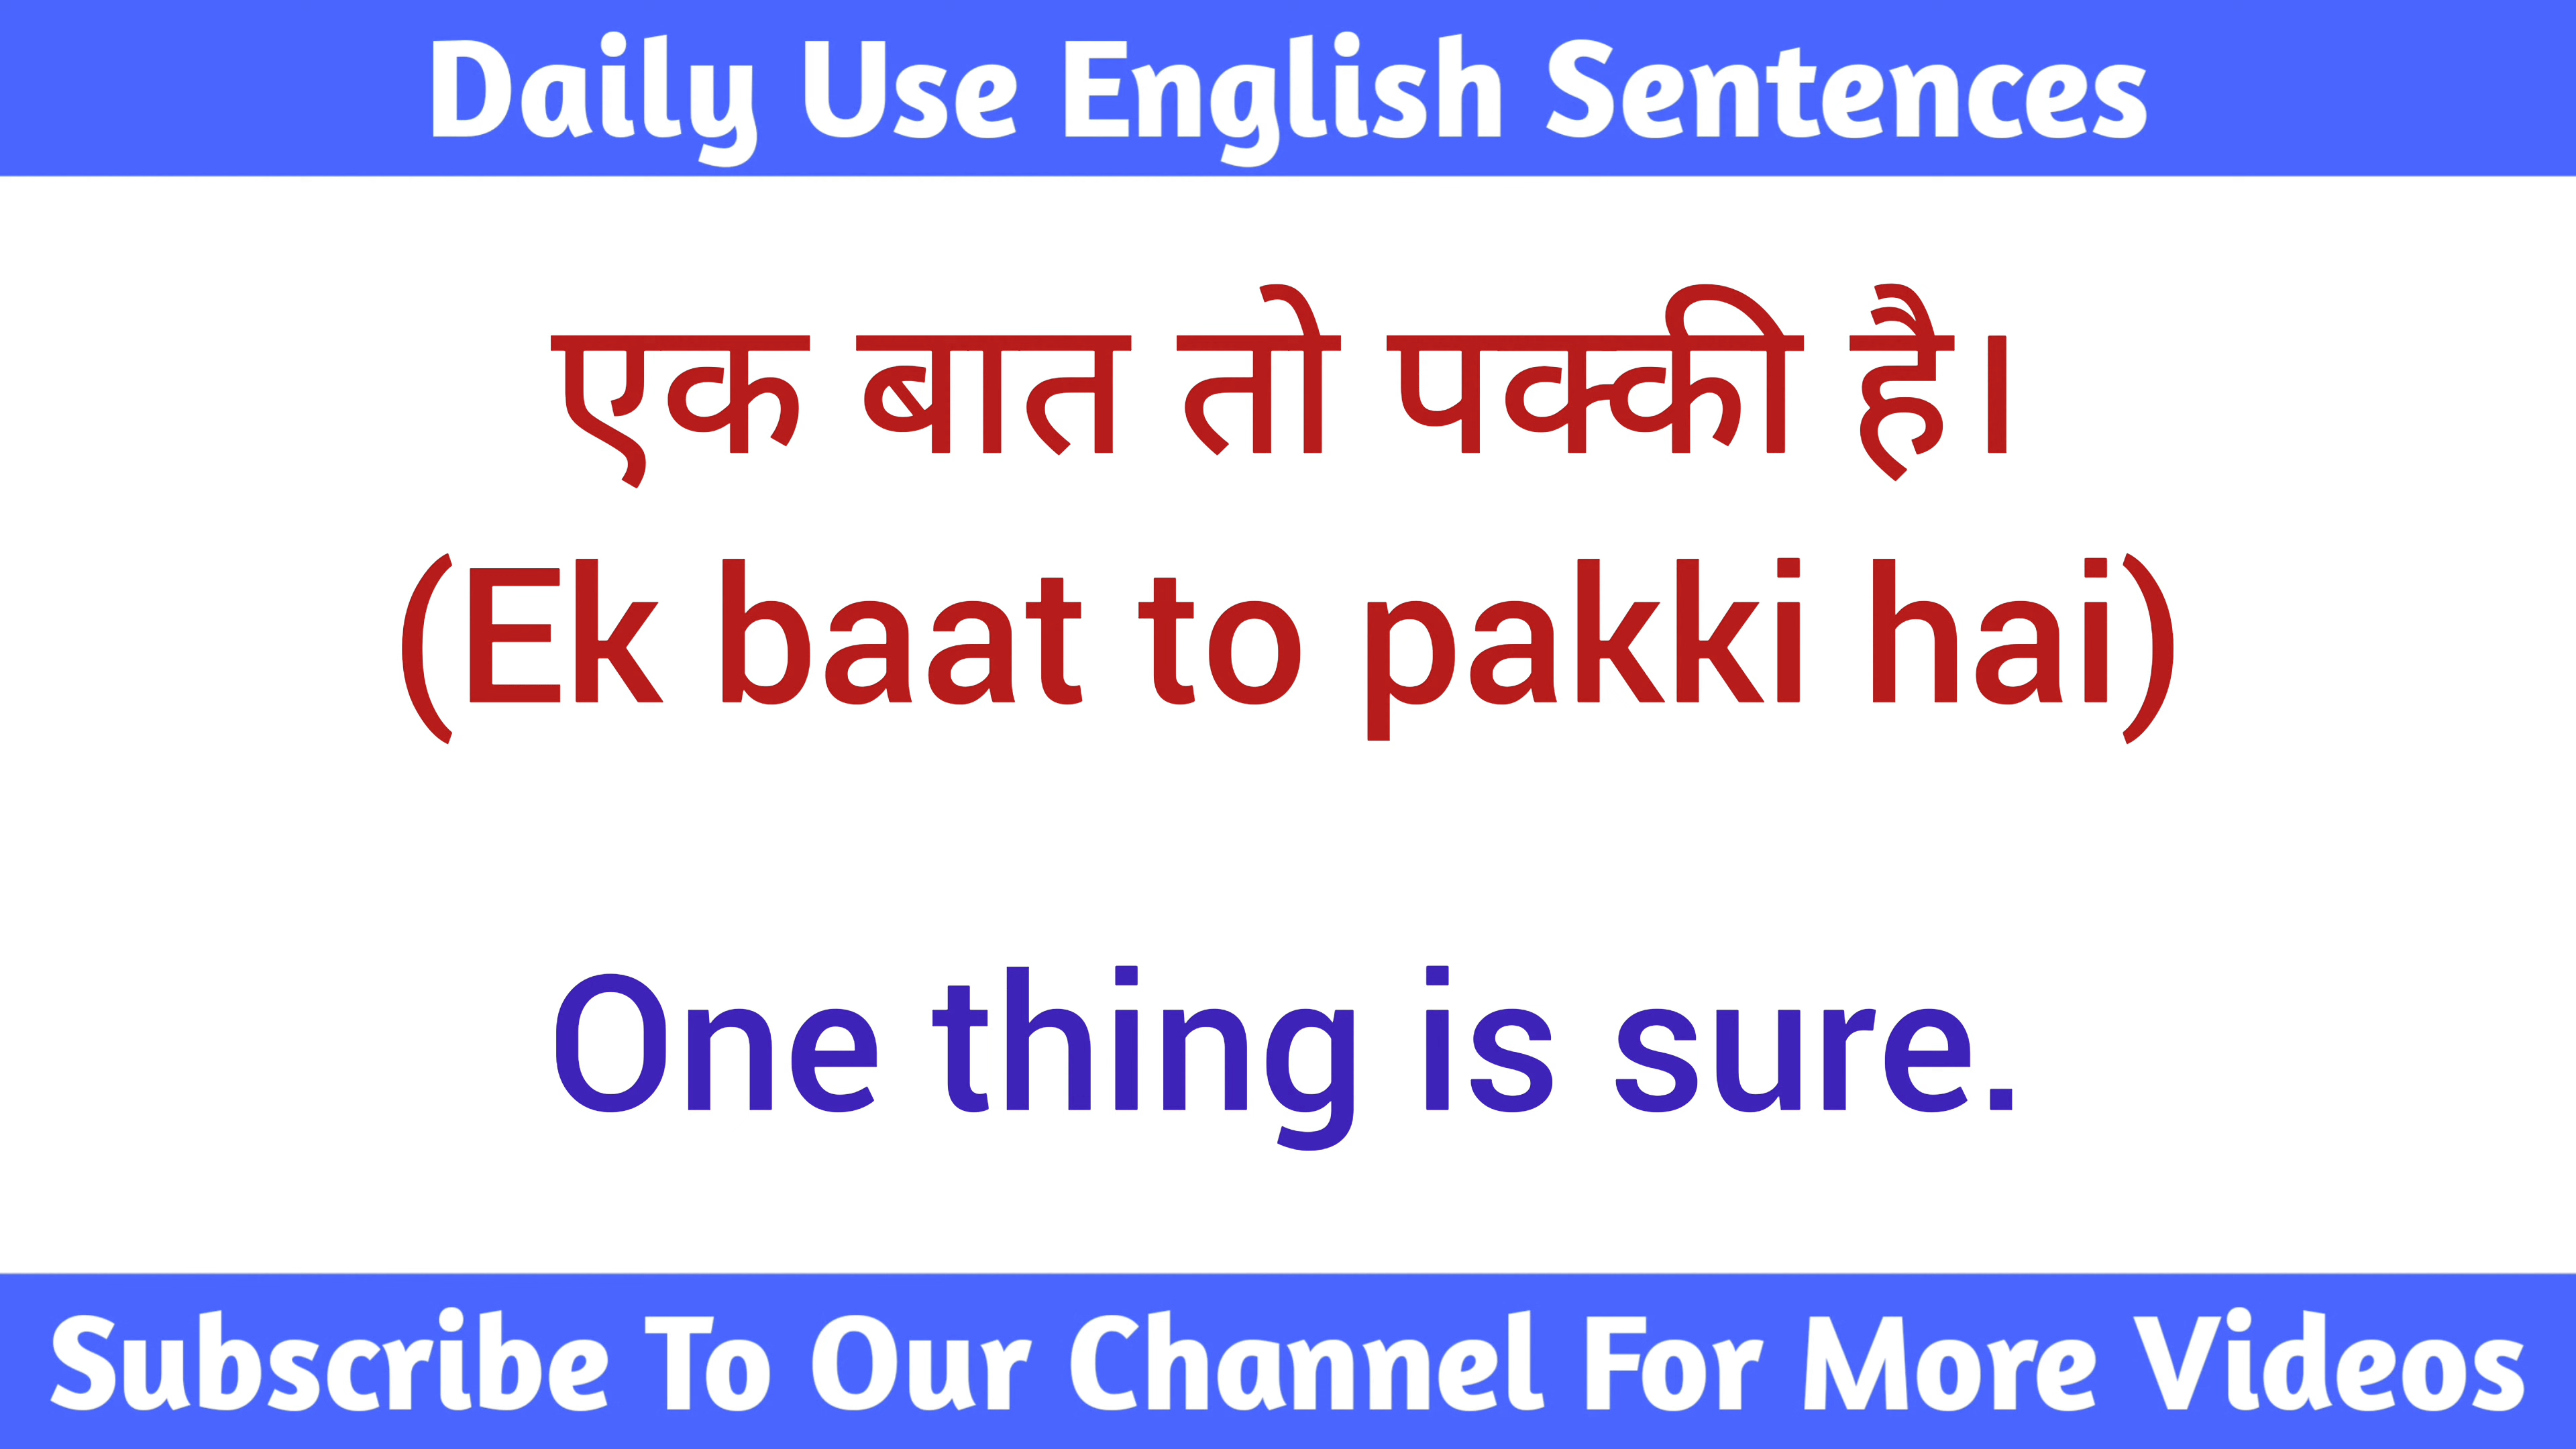 Daily Use English Sentences
एक बात तो पक्की है।
(Ek baat to pakki hai)
One thing is sure.
Subscribe To Our Channel For More Videos